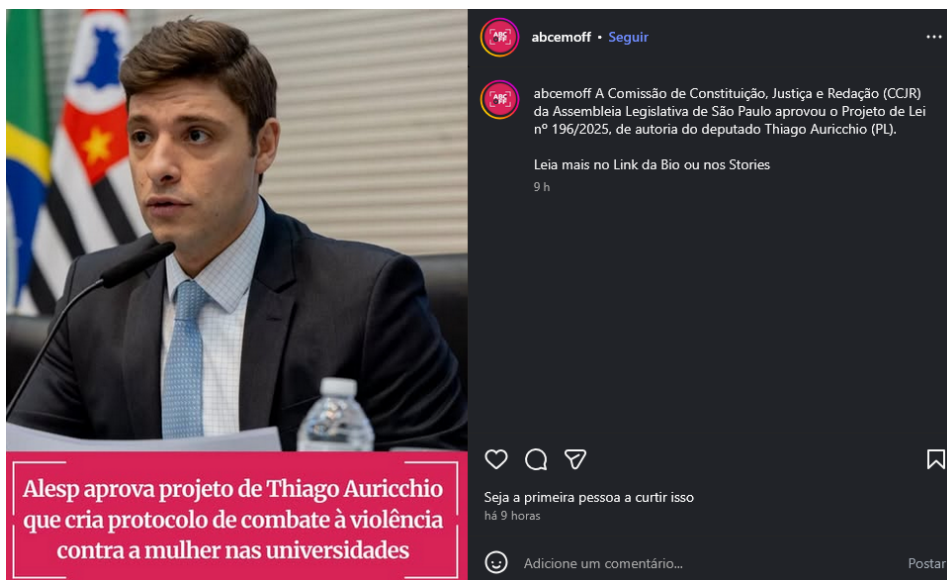 Alesp aprova projeto de Thiago Auricchio
que cria protocolo de combate à violência
contra a mulher nas universidades
abcemoff • Seguir
abcemoff A Comissão de Constituição, Justiça e Redação (CCJR)
da Assembleia Legislativa de São Paulo aprovou o Projeto de Lei
nº 196/2025, de autoria do deputado Thiago Auricchio (PL).
Leia mais no Link da Bio ou nos Stories
9 h
Seja a primeira pessoa a curtir isso
há 9 horas
Adicione um comentário...
Postar